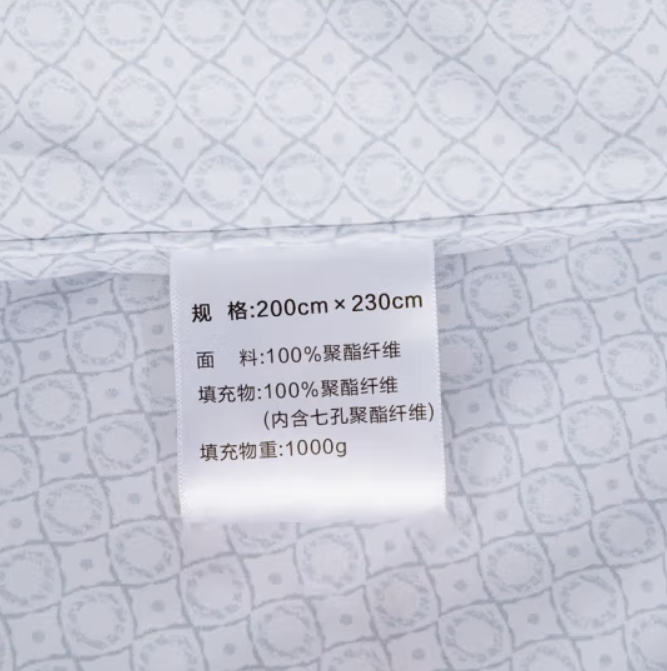 规 格:200cm×230cm
面 料:100%聚酯纤维
填充物:100%聚酯纤维
(内含七孔聚酯纤维)
填充物重:1000g